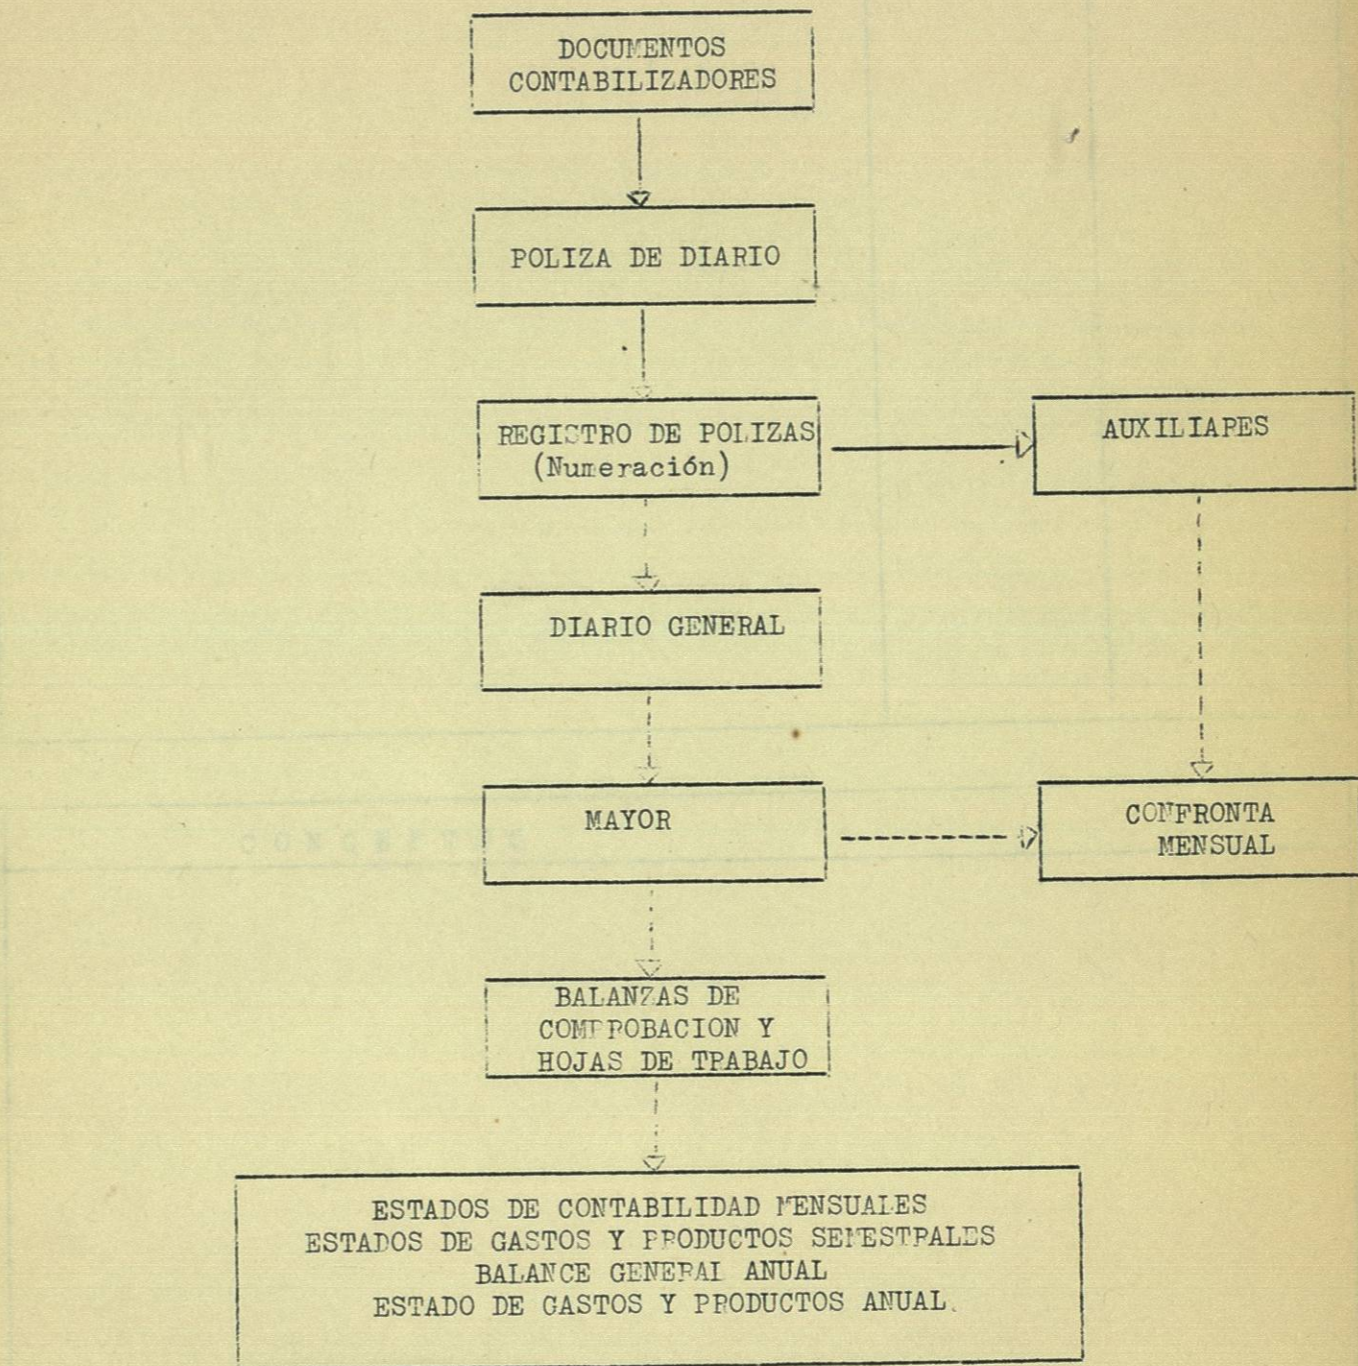 DOCUMENTOS
CONTABILIZADORES
POLIZA DE DIARIO
REGISTRO DE POLIZAS
(Numeración)
AUXILIARES
DIARIO GENERAL
MAYOR
CONFRONTA
MENSUAL
BALANZAS DE
COMPROBACION Y
HOJAS DE TRABAJO
ESTADOS DE CONTABILIDAD MENSUALES
ESTADOS DE GASTOS Y PRODUCTOS SEMESTRALES
BALANCE GENERAL ANUAL
ESTADO DE GASTOS Y PRODUCTOS ANUAL.